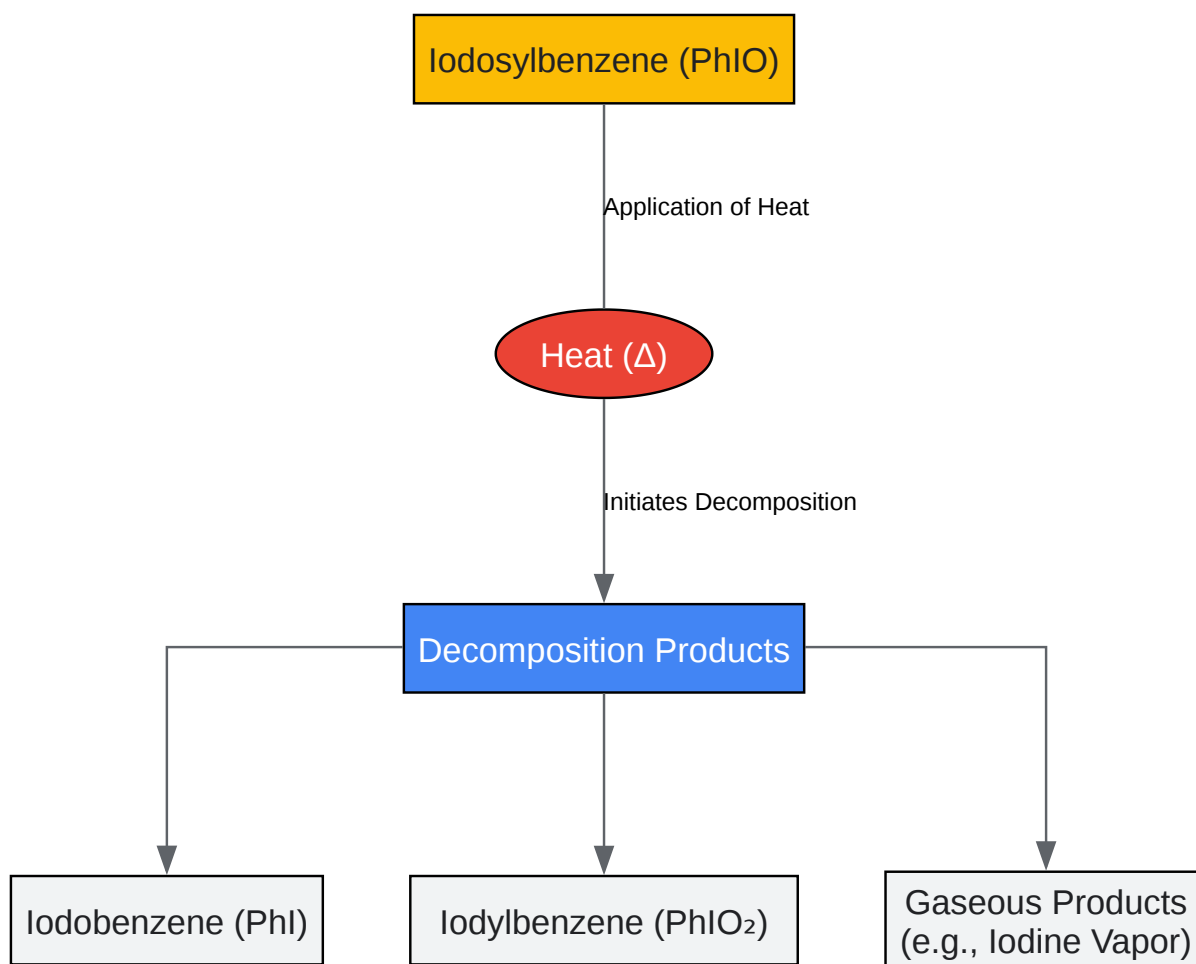 Iodosylbenzene (PhIO)
Application of Heat
Heat (Δ)
Initiates Decomposition
Decomposition Products
Iodobenzene (PhI)
Iodylbenzene (PhIO₂)
Gaseous Products
(e.g., Iodine Vapor)